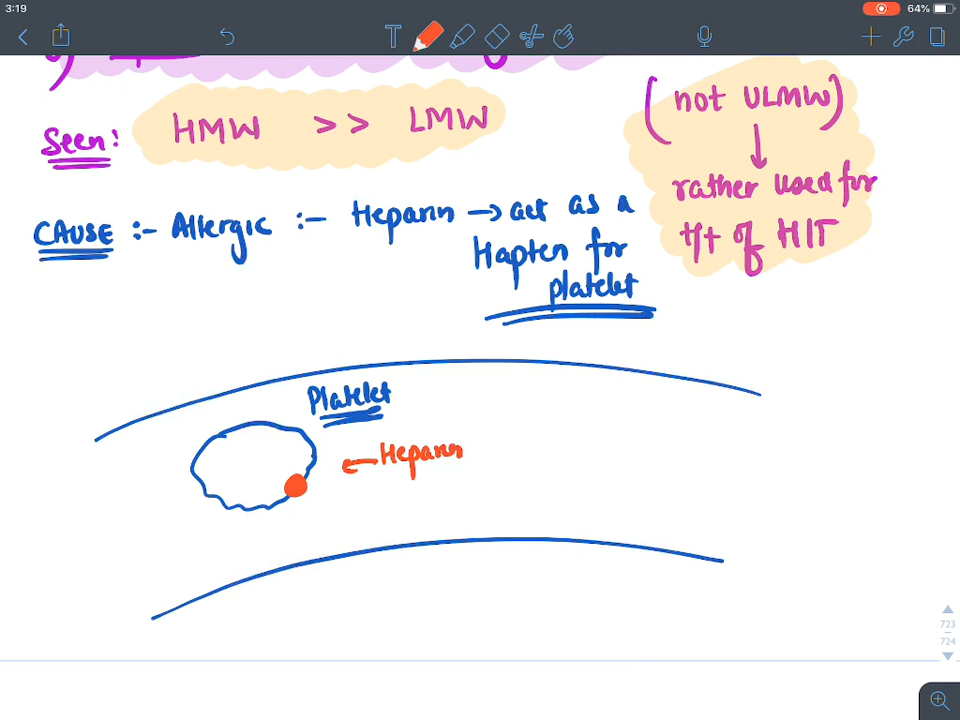 3:19
64%
T
(not ULMW)
Seen:
HMW >> LMW
rather used for
t/t of HIT
CAUSE :- Allergic :- Heparin → act as a
Hapten for
platelet
Platelet
← Heparin
723
724